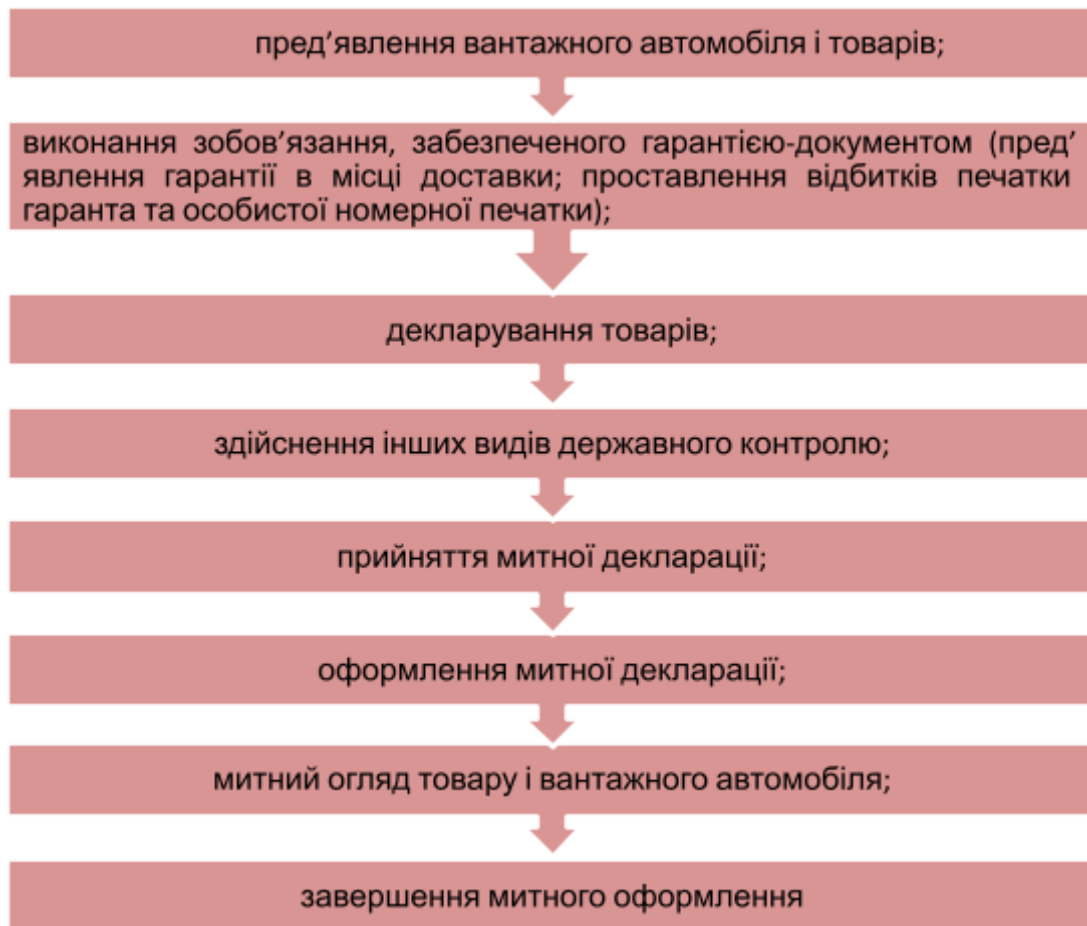 пред’явлення вантажного автомобіля і товарів;
виконання зобов’язання, забезпеченого гарантією-документом (пред’
явлення гарантії в місці доставки; проставлення відбитків печатки
гаранта та особистої номерної печатки);
декларування товарів;
здійснення інших видів державного контролю;
прийняття митної декларації;
оформлення митної декларації;
митний огляд товару і вантажного автомобіля;
завершення митного оформлення